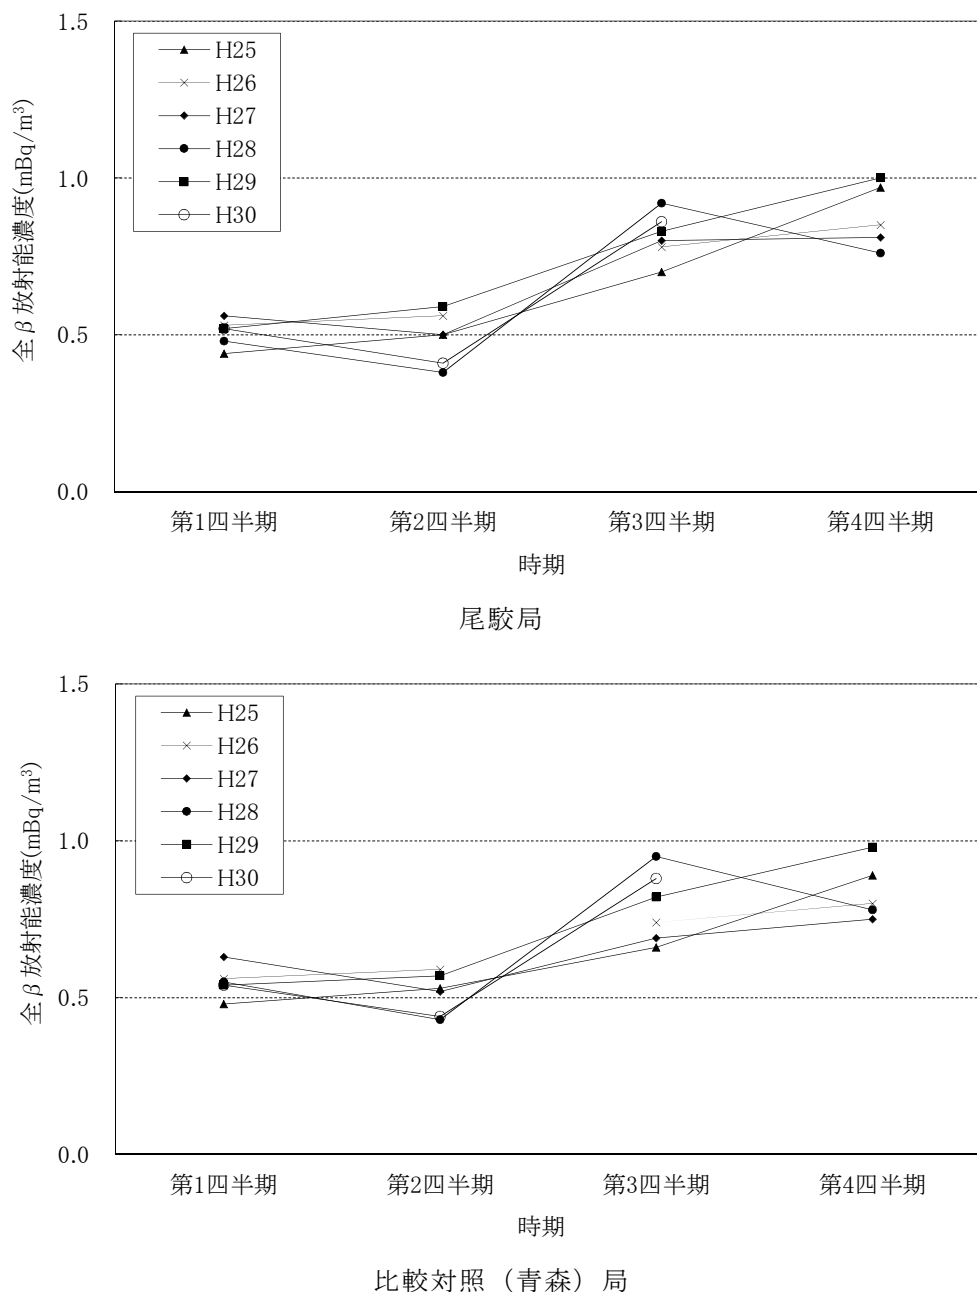 全β放射能濃度(mBq/m³)
1.5
1.0
0.5
0.0
H25
H26
H27
H28
H29
H30
第1四半期 第2四半期 第3四半期 第4四半期
時期
尾駮局
全β放射能濃度(mBq/m³)
1.5
1.0
0.5
0.0
H25
H26
H27
H28
H29
H30
第1四半期 第2四半期 第3四半期 第4四半期
時期
比較対照（青森）局